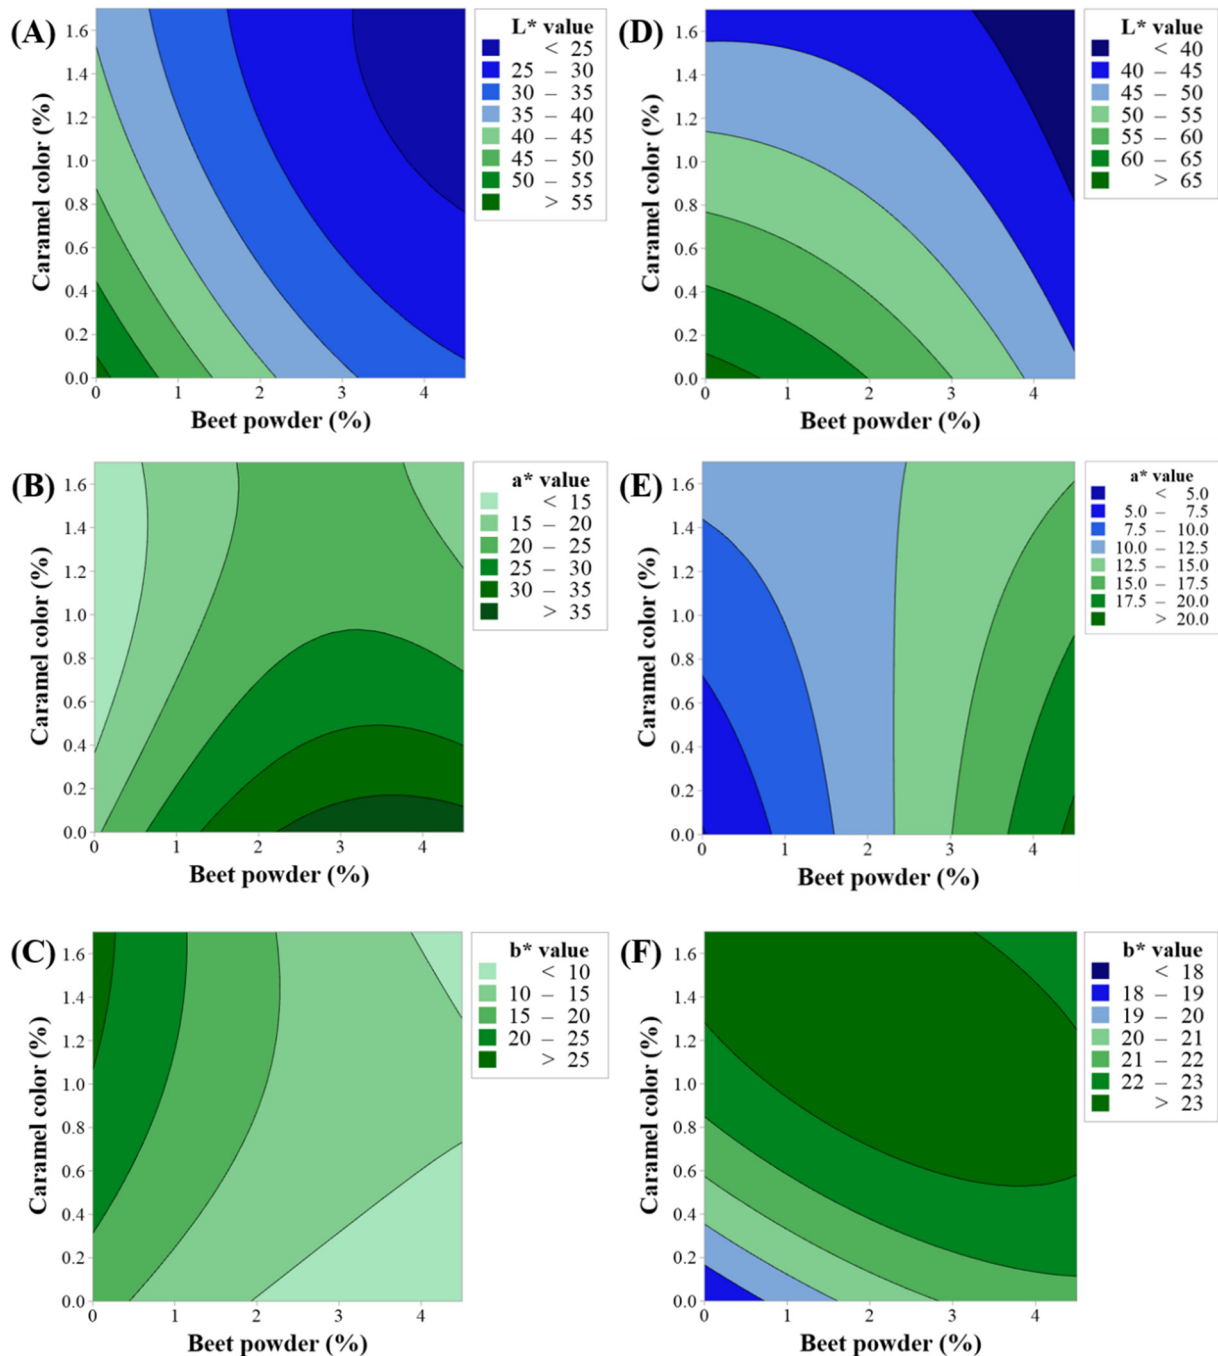 (A)
L* value
< 25
25 – 30
30 – 35
35 – 40
40 – 45
45 – 50
50 – 55
> 55
Caramel color (%)
1.6
1.4
1.2
1.0
0.8
0.6
0.4
0.2
0.0
0 1 2 3 4
Beet powder (%)
(D)
L* value
< 40
40 – 45
45 – 50
50 – 55
55 – 60
60 – 65
> 65
Caramel color (%)
1.6
1.4
1.2
1.0
0.8
0.6
0.4
0.2
0.0
0 1 2 3 4
Beet powder (%)
(B)
a* value
< 15
15 – 20
20 – 25
25 – 30
30 – 35
> 35
Caramel color (%)
1.6
1.4
1.2
1.0
0.8
0.6
0.4
0.2
0.0
0 1 2 3 4
Beet powder (%)
(E)
a* value
< 5.0
5.0 – 7.5
7.5 – 10.0
10.0 – 12.5
12.5 – 15.0
15.0 – 17.5
17.5 – 20.0
> 20.0
Caramel color (%)
1.6
1.4
1.2
1.0
0.8
0.6
0.4
0.2
0.0
0 1 2 3 4
Beet powder (%)
(C)
b* value
< 10
10 – 15
15 – 20
20 – 25
> 25
Caramel color (%)
1.6
1.4
1.2
1.0
0.8
0.6
0.4
0.2
0.0
0 1 2 3 4
Beet powder (%)
(F)
b* value
< 18
18 – 19
19 – 20
20 – 21
21 – 22
22 – 23
> 23
Caramel color (%)
1.6
1.4
1.2
1.0
0.8
0.6
0.4
0.2
0.0
0 1 2 3 4
Beet powder (%)